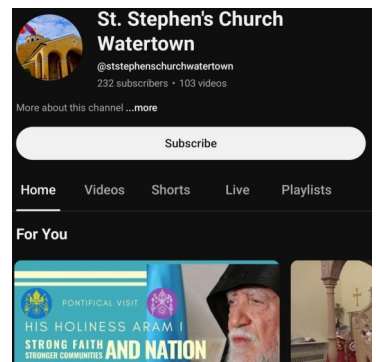 St. Stephen's Church
Watertown
@ststephenschurchwatertown
232 subscribers • 103 videos
More about this channel ...more
Subscribe
Home Videos Shorts Live Playlists
For You
PONTIFICAL VISIT
HIS HOLINESS ARAM I
STRONG FAITH
STRONGER COMMUNITIES AND NATION